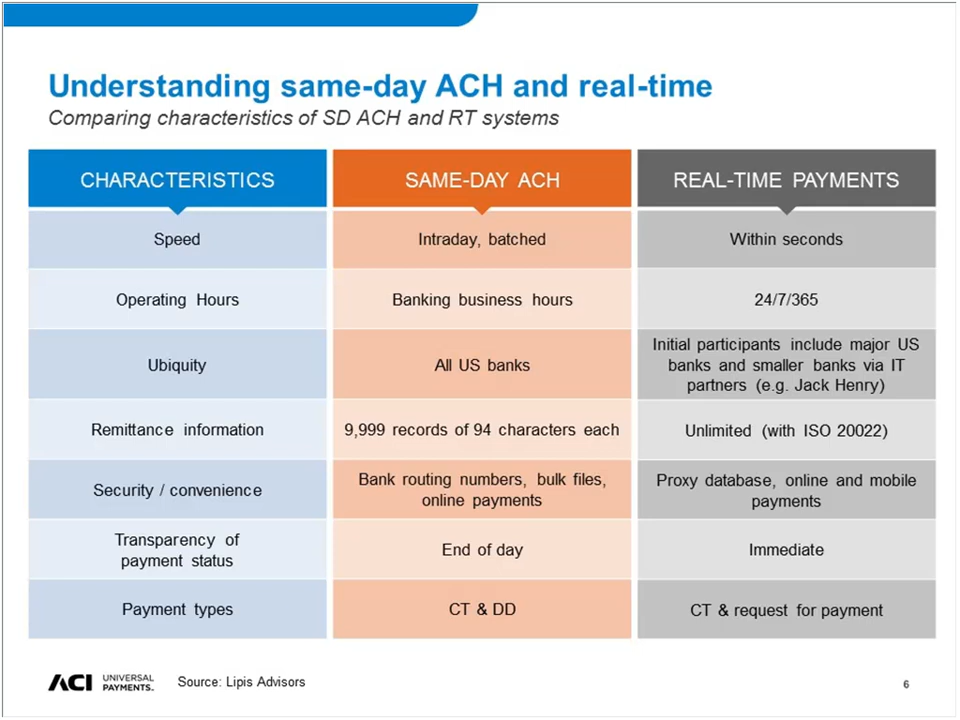 Understanding same-day ACH and real-time
Comparing characteristics of SD ACH and RT systems
CHARACTERISTICS
SAME-DAY ACH
REAL-TIME PAYMENTS
Speed
Intraday, batched
Within seconds
Operating Hours
Banking business hours
24/7/365
Ubiquity
All US banks
Initial participants include major US
banks and smaller banks via IT
partners (e.g. Jack Henry)
Remittance information
9,999 records of 94 characters each
Unlimited (with ISO 20022)
Security / convenience
Bank routing numbers, bulk files,
online payments
Proxy database, online and mobile
payments
Transparency of
payment status
End of day
Immediate
Payment types
CT & DD
CT & request for payment
ACI UNIVERSAL
PAYMENTS.
Source: Lipis Advisors
6